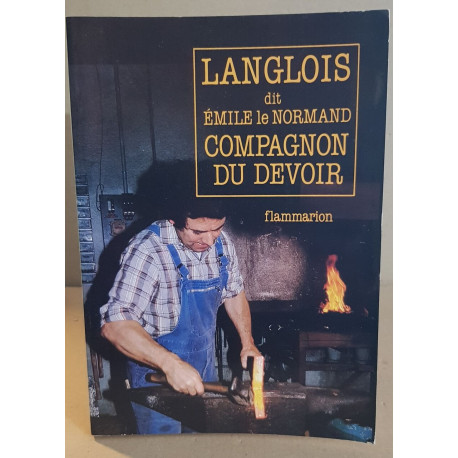 LANGLOIS
dit
ÉMILE le NORMAND
COMPAGNON
DU DEVOIR
flammarion